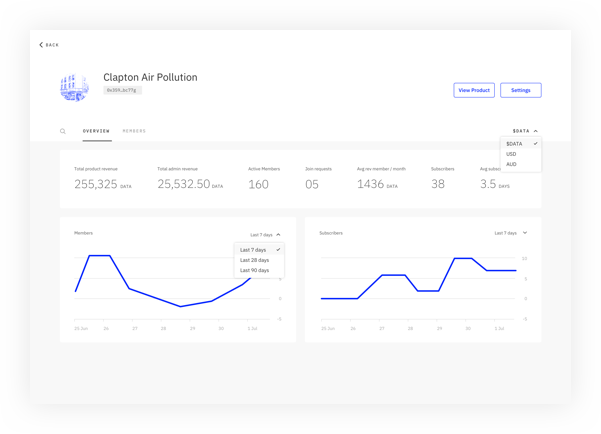 BACK
Clapton Air Pollution
View Product
Settings
OVERVIEW
MEMBERS
$DATA
$DATA
USD
AUD
Total product revenue
255,325 DATA
Total admin revenue
25,532.50 DATA
Active Members
160
Join requests
05
Avg rev member / month
1436 DATA
Subscribers
38
Avg subsc
3.5 DAYS
Members
Last 7 days
Last 7 days
Last 28 days
Last 90 days
0
-5
25 Jun
26
27
28
29
30
1 Jul
Subscribers
Last 7 days
10
0
-5
25 Jun
26
27
28
29
30
1 Jul